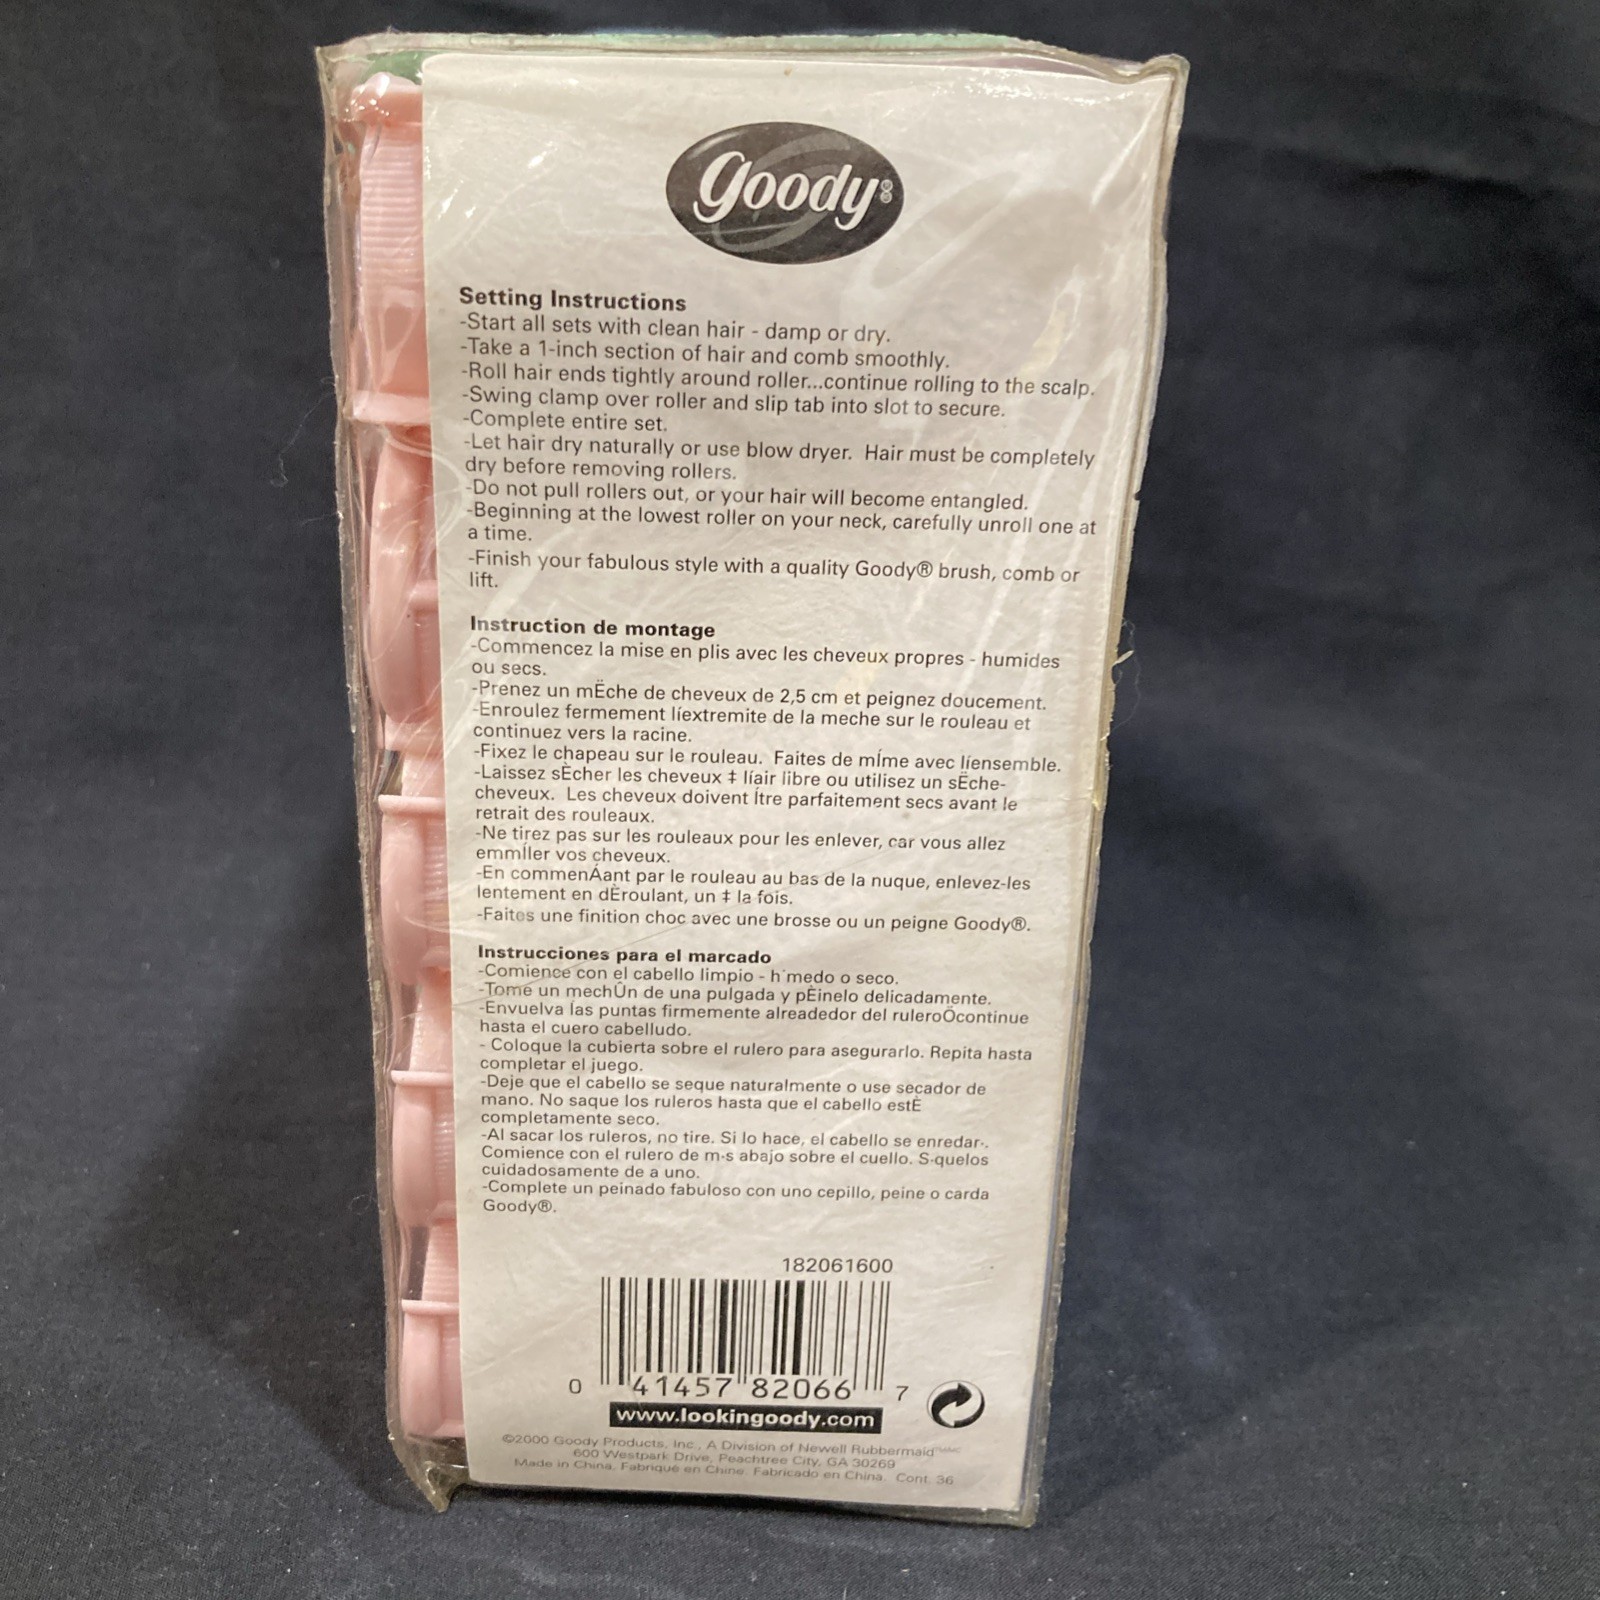 goody
Setting Instructions
-Start all sets with clean hair - damp or dry.
-Take a 1-inch section of hair and comb smoothly.
-Roll hair ends tightly around roller...continue rolling to the scalp.
-Swing clamp over roller and slip tab into slot to secure.
-Complete entire set.
-Let hair dry naturally or use blow dryer. Hair must be completely
dry before removing rollers.
-Do not pull rollers out, or your hair will become entangled.
-Beginning at the lowest roller on your neck, carefully unroll one at
a time.
-Finish your fabulous style with a quality Goody® brush, comb or
lift.
Instruction de montage
-Commencez la mise en plis avec les cheveux propres - humides
ou secs.
-Prenez un mËche de cheveux de 2,5 cm et peignez doucement.
-Enroulez fermement líextremite de la meche sur le rouleau et
continuez vers la racine.
-Fixez le chapeau sur le rouleau. Faites de mÍme avec líensemble.
-Laissez sÈcher les cheveux ‡ líair libre ou utilisez un sËche-
cheveux. Les cheveux doivent Ítre parfaitement secs avant le
retrait des rouleaux.
-Ne tirez pas sur les rouleaux pour les enlever, car vous allez
emmÍler vos cheveux.
-En commenÁant par le rouleau au bas de la nuque, enlevez-les
lentement en dÈroulant, un ‡ la fois.
-Faites une finition choc avec une brosse ou un peigne Goody®.
Instrucciones para el marcado
-Comience con el cabello limpio - h˙medo o seco.
-Tome un mechÛn de una pulgada y pÈinelo delicadamente.
-Envuelva las puntas firmemente alreadedor del ruleroÖcontinue
hasta el cuero cabelludo.
- Coloque la cubierta sobre el rulero para asegurarlo. Repita hasta
completar el juego.
-Deje que el cabello se seque naturalmente o use secador de
mano. No saque los ruleros hasta que el cabello estÈ
completamente seco.
-Al sacar los ruleros, no tire. Si lo hace, el cabello se enredar·.
Comience con el rulero de m·s abajo sobre el cuello. S·quelos
cuidadosamente de a uno.
-Complete un peinado fabuloso con uno cepillo, peine o carda
Goody®.
182061600
0 41457 82066 7
www.lookingoody.com
©2000 Goody Products, Inc., A Division of Newell Rubbermaid
600 Westpark Drive, Peachtree City, GA 30269
Made in China. Fabriqué en Chine. Fabricado en China. Cont. 36